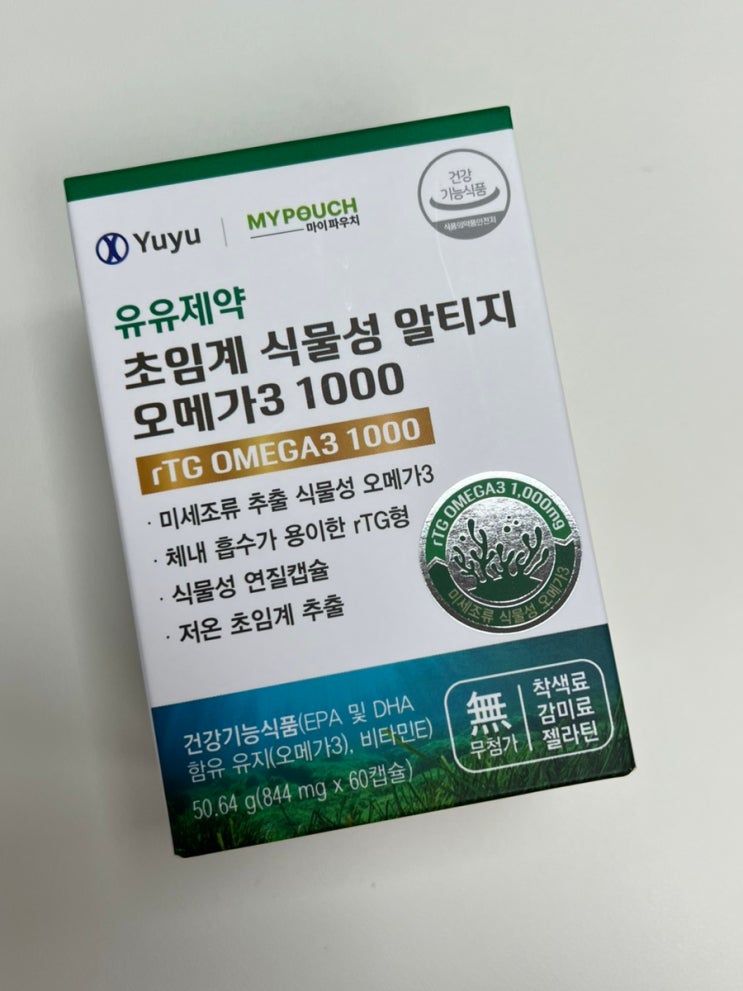 Yuyu
MYPOUCH
마이파우치
건강
기능식품
식품의약품안전처
유유제약
초임계 식물성 알티지
오메가3 1000
rTG OMEGA3 1000
· 미세조류 추출 식물성 오메가3
· 체내 흡수가 용이한 rTG형
· 식물성 연질캡슐
· 저온 초임계 추출
rTG OMEGA3 1,000mg
미세조류 식물성 오메가3
건강기능식품(EPA 및 DHA
함유 유지(오메가3), 비타민E)
50.64 g(844 mg x 60캡슐)
無
무첨가
착색료
감미료
젤라틴